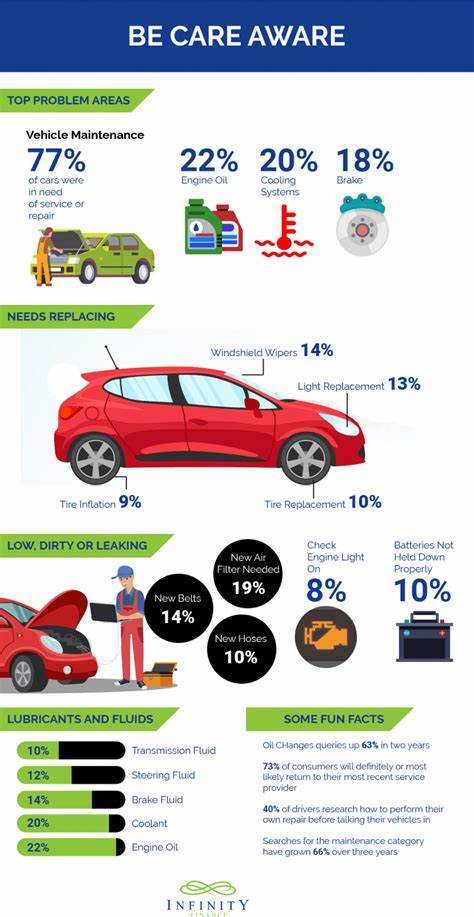 BE CARE AWARE
TOP PROBLEM AREAS
Vehicle Maintenance
77%
of cars were
in need
of service or
repair
22%
Engine Oil
20%
Cooling
Systems
18%
Brake
NEEDS REPLACING
Windshield Wipers 14%
Light Replacement 13%
Tire Inflation 9%
Tire Replacement 10%
LOW, DIRTY OR LEAKING
New Belts
14%
New Air
Filter Needed
19%
New Hoses
10%
Check
Engine Light
On
8%
Batteries Not
Held Down
Properly
10%
LUBRICANTS AND FLUIDS
10% Transmission Fluid
12% Steering Fluid
14% Brake Fluid
20% Coolant
22% Engine Oil
SOME FUN FACTS
Oil CHanges queries up 63% in two years
73% of consumers will definitely or most
likely return to their most recent service
provider
40% of drivers research how to perform their
own repair before talking their vehicles in
Searches for the maintenance category
have grown 66% over three years
INFINITY
FINANCE